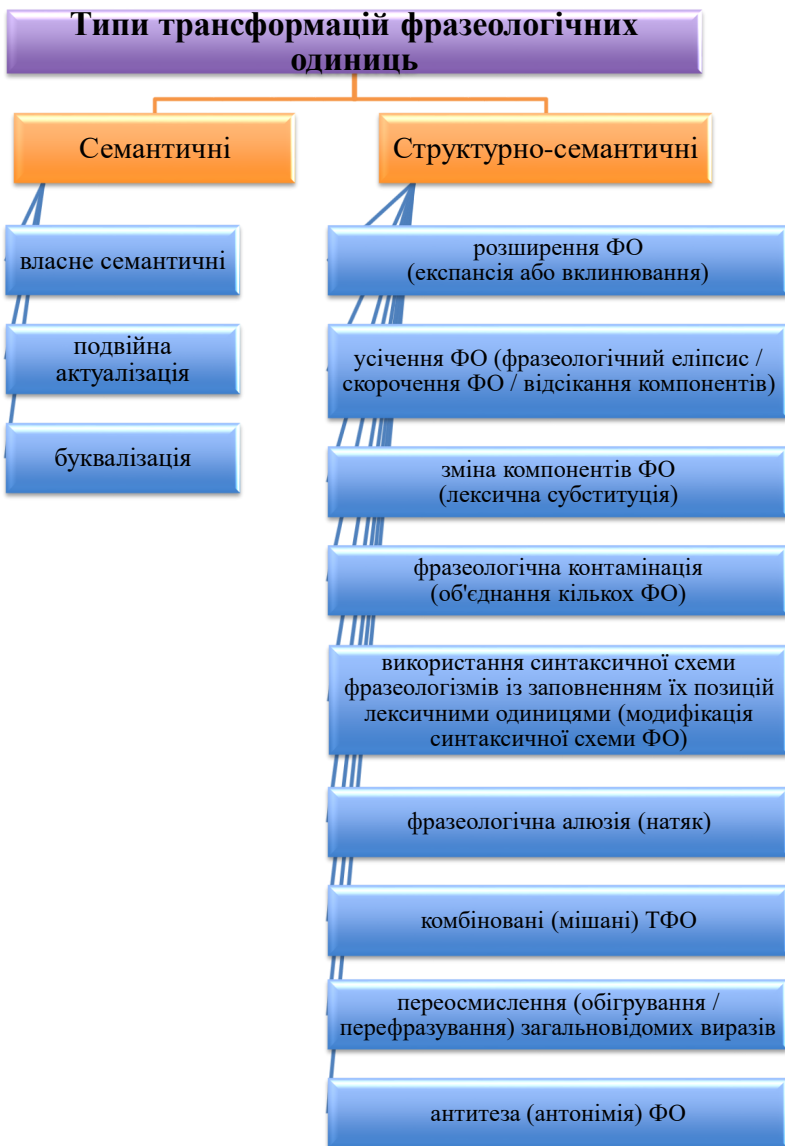 Типи трансформацій фразеологічних
одиниць
Семантичні
Структурно-семантичні
власне семантичні
подвійна
актуалізація
буквалізація
розширення ФО
(експансія або вклинювання)
усічення ФО (фразеологічний еліпсис /
скорочення ФО / відсікання компонентів)
зміна компонентів ФО
(лексична субституція)
фразеологічна контамінація
(об'єднання кількох ФО)
використання синтаксичної схеми
фразеологізмів із заповненням їх позицій
лексичними одиницями (модифікація
синтаксичної схеми ФО)
фразеологічна алюзія (натяк)
комбіновані (мішані) ТФО
переосмислення (обігрування /
перефразування) загальновідомих виразів
антитеза (антонімія) ФО